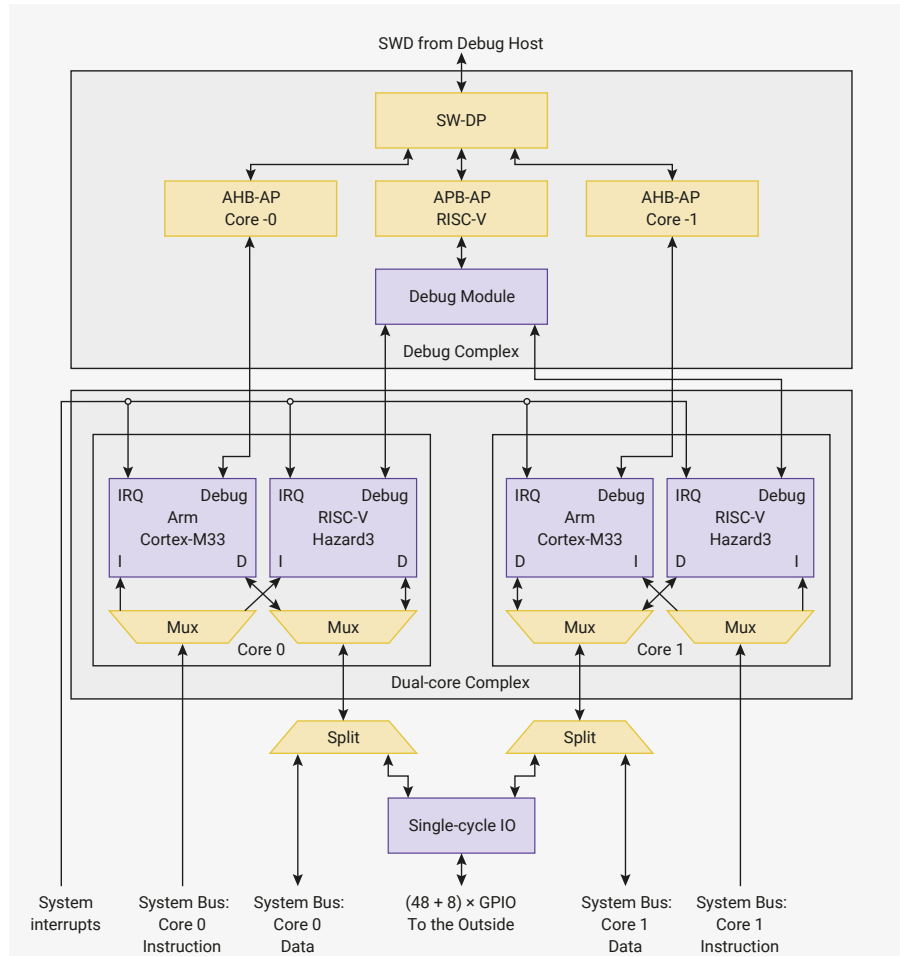 SWD from Debug Host
SW-DP
AHB-AP
Core -0
APB-AP
RISC-V
AHB-AP
Core -1
Debug Module
Debug Complex
IRQ Debug
Arm
Cortex-M33
I D
IRQ Debug
RISC-V
Hazard3
I D
IRQ Debug
Arm
Cortex-M33
D I
IRQ Debug
RISC-V
Hazard3
D I
Mux
Mux
Mux
Mux
Core 0
Core 1
Dual-core Complex
Split
Split
Single-cycle IO
System
interrupts
System Bus:
Core 0
Instruction
System Bus:
Core 0
Data
(48 + 8) × GPIO
To the Outside
System Bus:
Core 1
Data
System Bus:
Core 1
Instruction